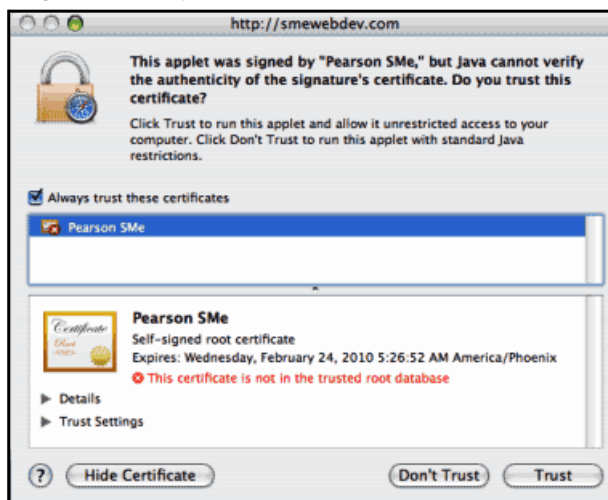 http://smewebdev.com
This applet was signed by "Pearson SMe," but Java cannot verify
the authenticity of the signature's certificate. Do you trust this
certificate?
Click Trust to run this applet and allow it unrestricted access to your
computer. Click Don't Trust to run this applet with standard Java
restrictions.
Always trust these certificates
Pearson SMe
Certificate
Root
Pearson SMe
Self-signed root certificate
Expires: Wednesday, February 24, 2010 5:26:52 AM America/Phoenix
This certificate is not in the trusted root database
Details
Trust Settings
? Hide Certificate Don't Trust Trust